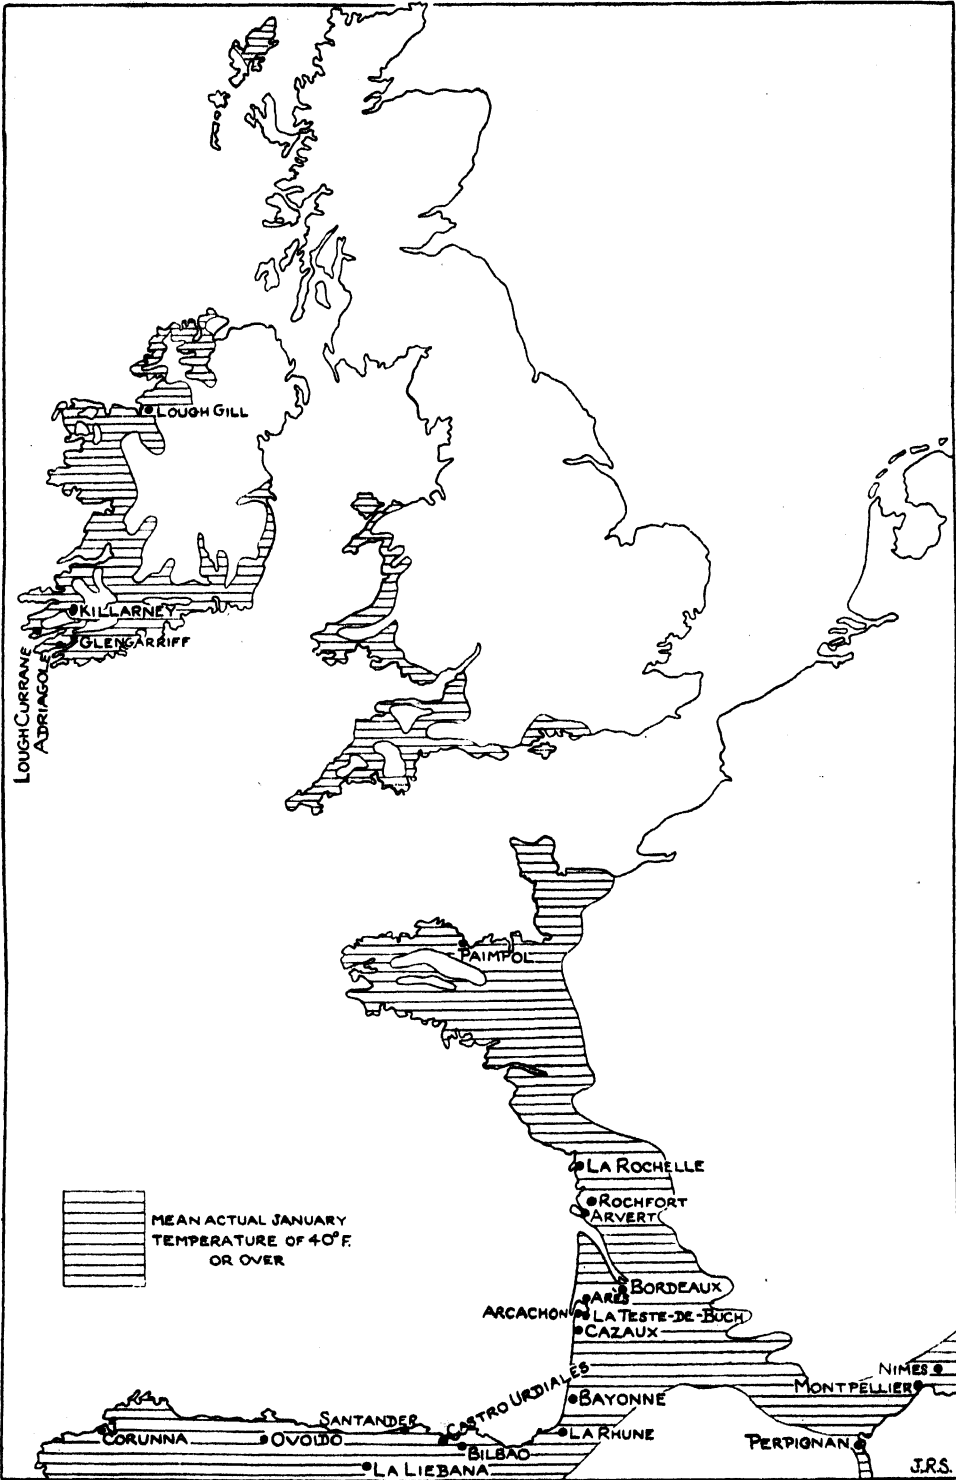 LOUGH GILL
KILLARNEY
GLENGARRIFF
LOUGH CURRANE
ADRIAGOLE
PAIMPOL
LA ROCHELLE
ROCHFORT
ARVERT
MEAN ACTUAL JANUARY
TEMPERATURE OF 40° F.
OR OVER
BORDEAUX
ARÈS
ARCACHON
LA TESTE-DE-BUCH
CAZAUX
NIMES
MONTPELLIER
BAYONNE
CASTRO URDIALES
SANTANDER
LA RHUNE
CORUNNA
OVOIDO
BILBAO
PERPIGNAN
LA LIEBANA
J.R.S.